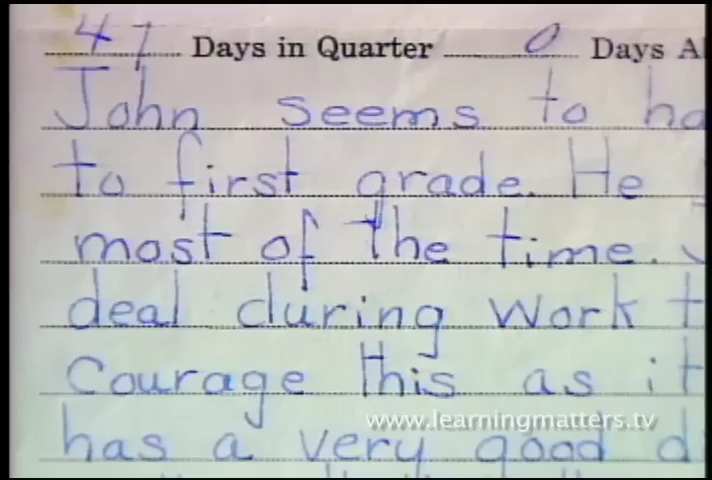 47 Days in Quarter 0 Days A
John seems to ha
to first grade. He
most of the time. J
deal during work t
courage this as it
www.learningmatters.tv
has a very good d